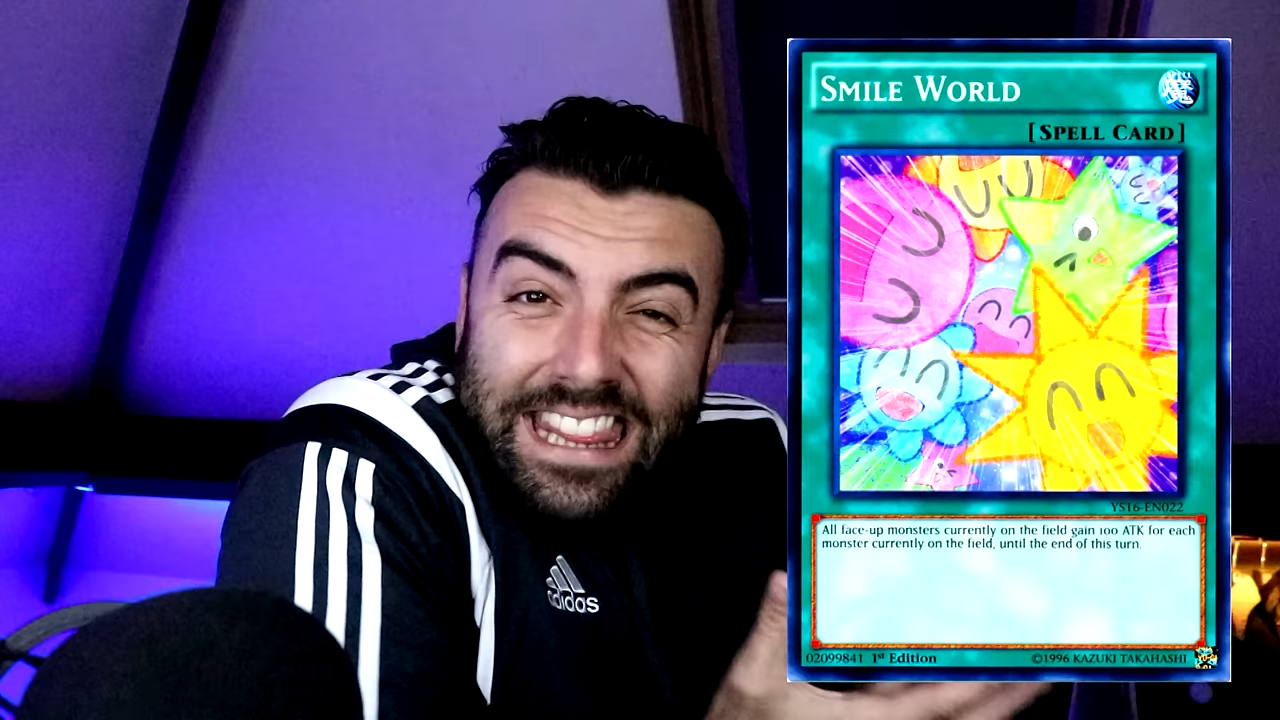 SMILE WORLD
[SPELL CARD]
YS16-EN022
All face-up monsters currently on the field gain 100 ATK for each
monster currently on the field, until the end of this turn.
02099841 1st Edition ©1996 KAZUKI TAKAHASHI
adidas